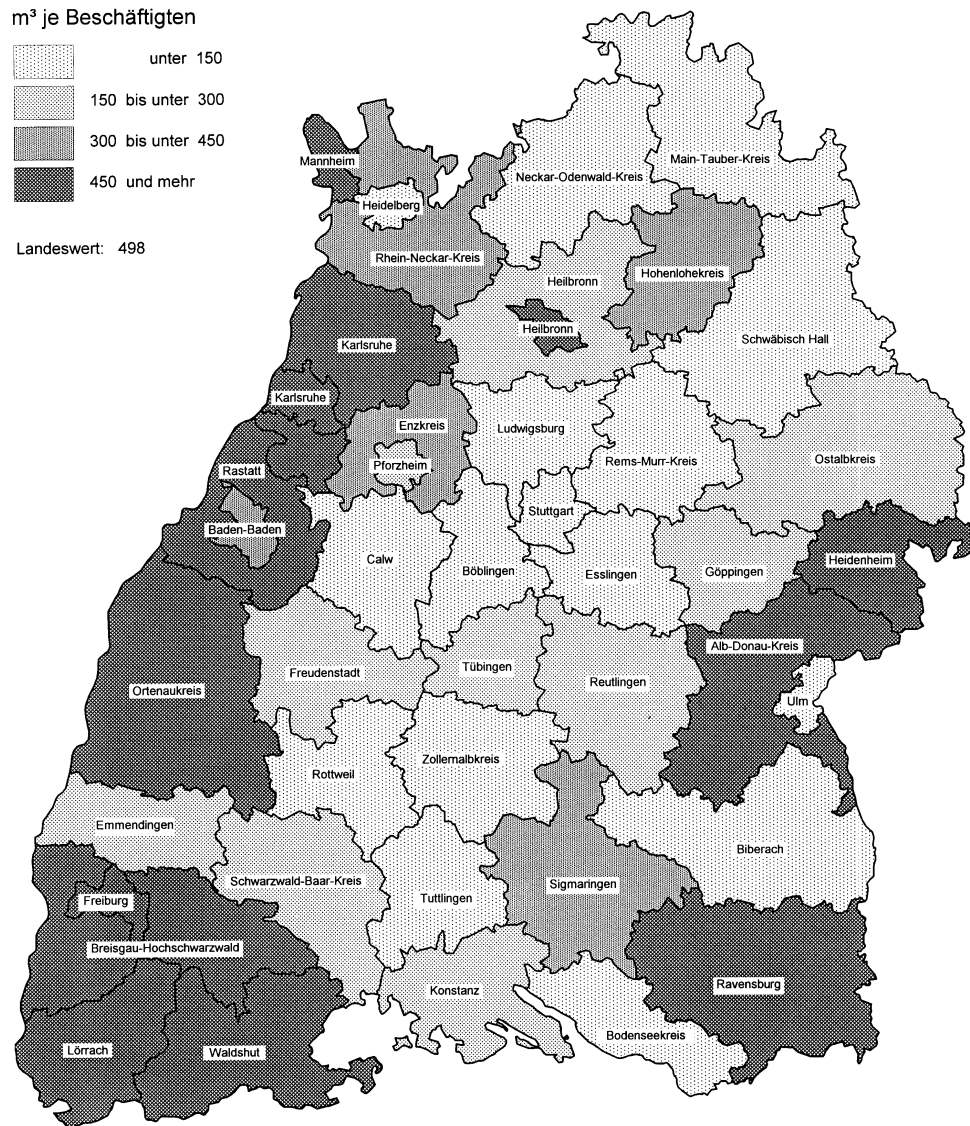 m³ je Beschäftigten
unter 150
150 bis unter 300
300 bis unter 450
450 und mehr
Landeswert: 498
Mannheim
Main-Tauber-Kreis
Neckar-Odenwald-Kreis
Heidelberg
Rhein-Neckar-Kreis
Hohenlohekreis
Heilbronn
Heilbronn
Schwäbisch Hall
Karlsruhe
Karlsruhe
Enzkreis
Ludwigsburg
Ostalbkreis
Rems-Murr-Kreis
Pforzheim
Rastatt
Stuttgart
Baden-Baden
Calw
Heidenheim
Böblingen
Esslingen
Göppingen
Alb-Donau-Kreis
Freudenstadt
Tübingen
Reutlingen
Ortenaukreis
Ulm
Zollernalbkreis
Rottweil
Emmendingen
Biberach
Schwarzwald-Baar-Kreis
Sigmaringen
Tuttlingen
Freiburg
Breisgau-Hochschwarzwald
Ravensburg
Konstanz
Bodenseekreis
Lörrach
Waldshut